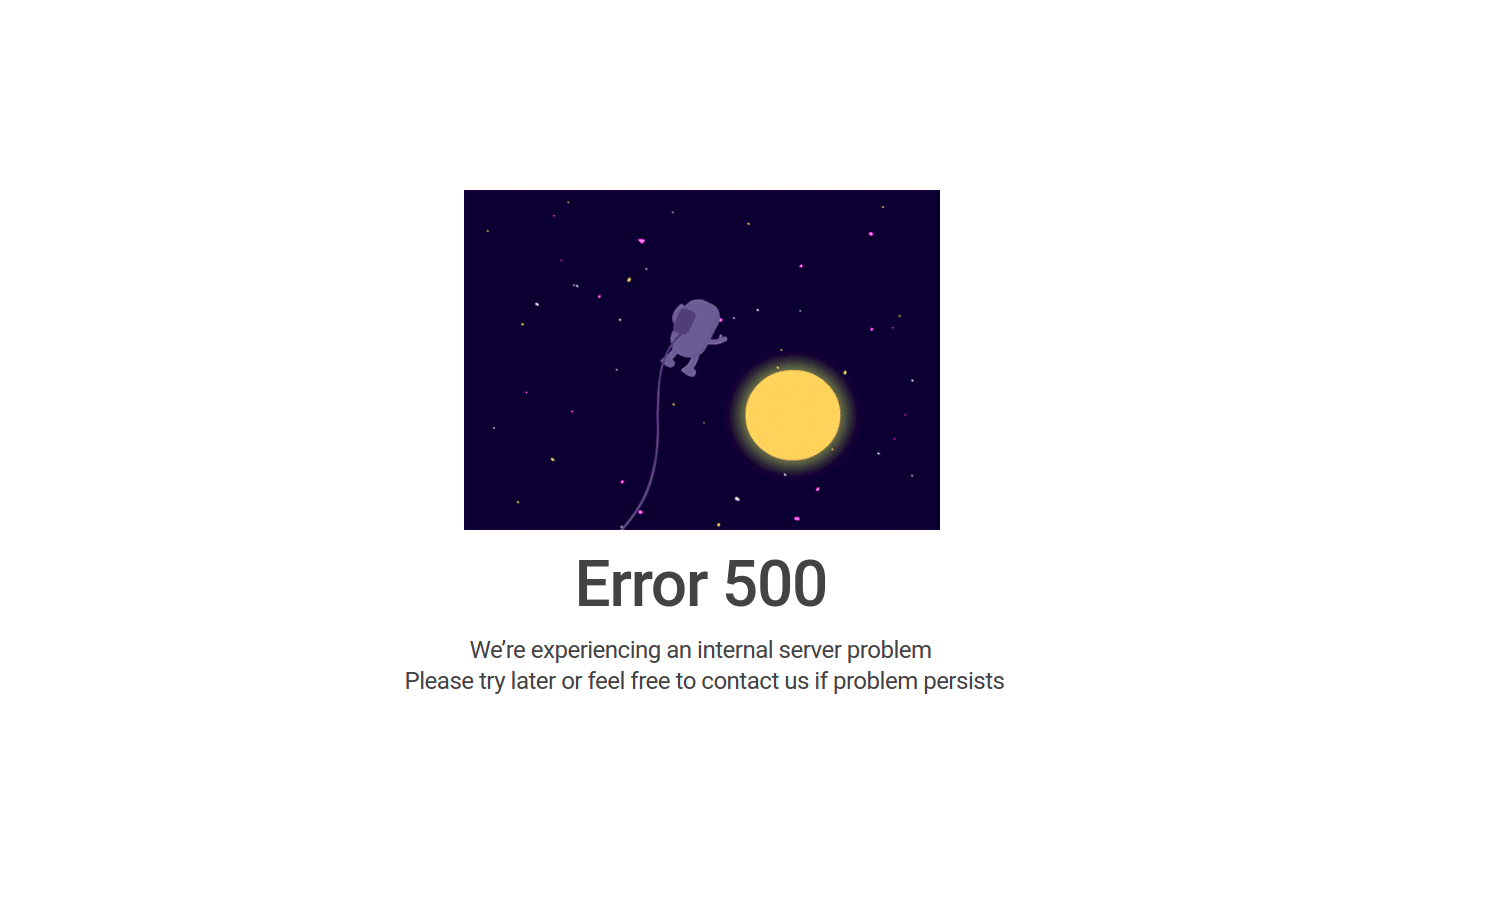 Error 500
We’re experiencing an internal server problem
Please try later or feel free to contact us if problem persists